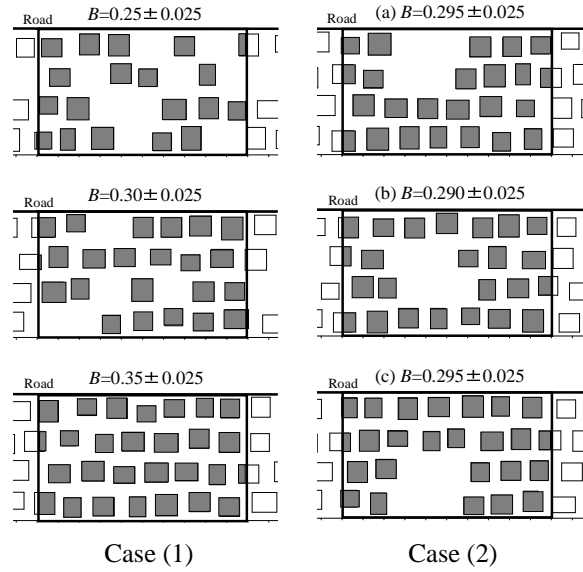 Road B=0.25±0.025
Road (a) B=0.295±0.025
B=0.30±0.025
Road (b) B=0.290±0.025
Road B=0.35±0.025
Road (c) B=0.295±0.025
Case (1)
Case (2)